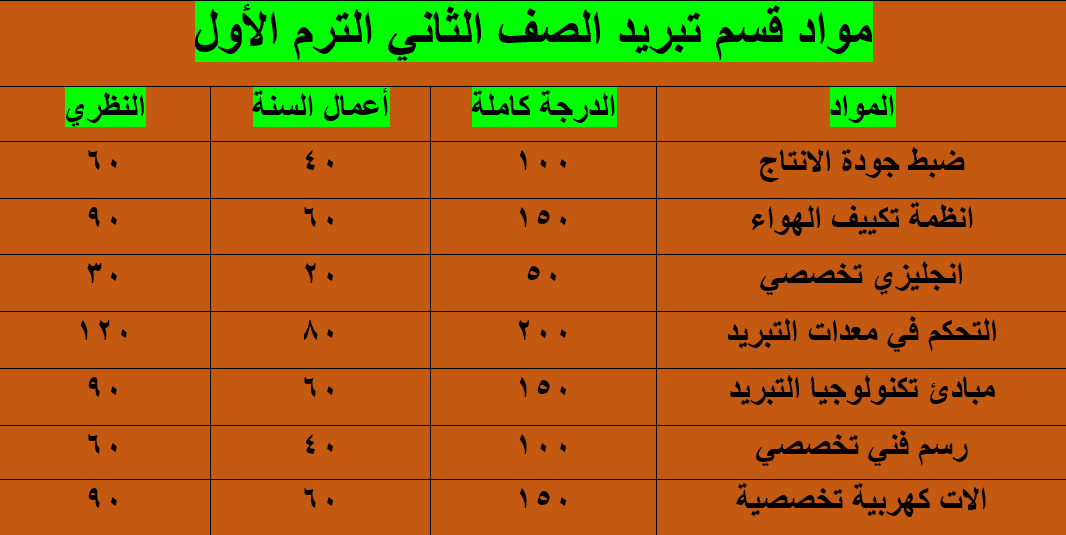 مواد قسم تبريد الصف الثاني الترم الأول
المواد الدرجة كاملة أعمال السنة النظري
ضبط جودة الانتاج ١٠٠ ٤٠ ٦٠
انظمة تكييف الهواء ١٥٠ ٦٠ ٩٠
انجليزي تخصصي ٥٠ ٢٠ ٣٠
التحكم في معدات التبريد ٢٠٠ ٨٠ ١٢٠
مبادئ تكنولوجيا التبريد ١٥٠ ٦٠ ٩٠
رسم فني تخصصي ١٠٠ ٤٠ ٦٠
الات كهربية تخصصية ١٥٠ ٦٠ ٩٠